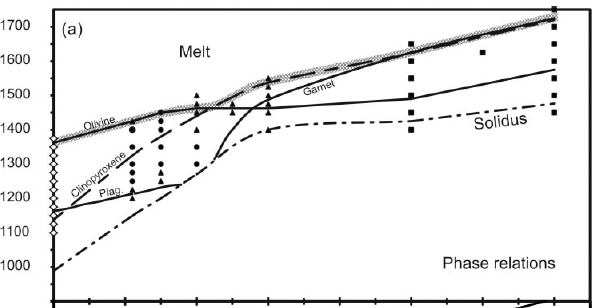 1700
(a)
Melt
1600
1500
Garnet
1400
Olivine
Solidus
1300
Clinopyroxene
1200
Plag.
1100
1000
Phase relations